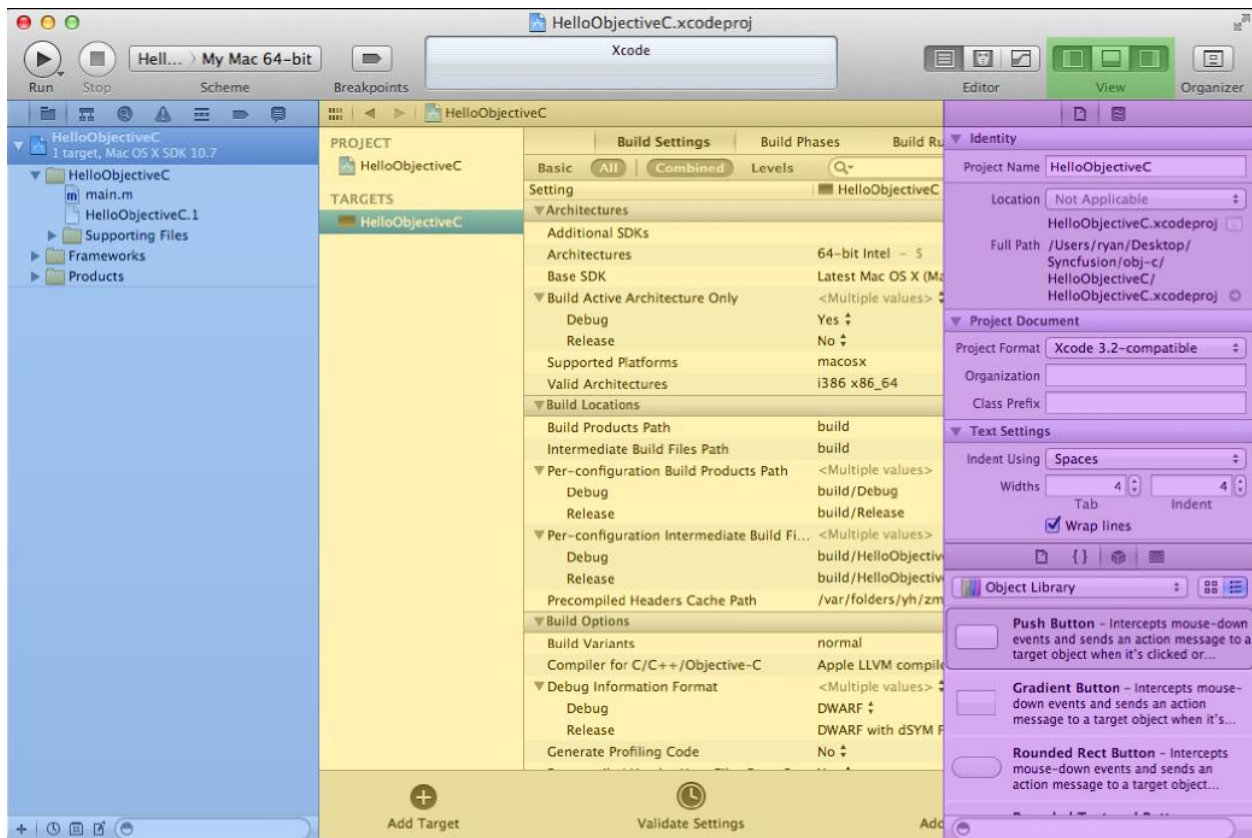 HelloObjectiveC.xcodeproj
Hell... My Mac 64-bit
Xcode
Run Stop Scheme Breakpoints Editor View Organizer
HelloObjectiveC
1 target, Mac OS X SDK 10.7
HelloObjectiveC
main.m
HelloObjectiveC.1
Supporting Files
Frameworks
Products
HelloObjectiveC
PROJECT
HelloObjectiveC
TARGETS
HelloObjectiveC
Build Settings Build Phases Build Ru
Basic All Combined Levels
Setting HelloObjectiveC
Architectures
Additional SDKs
Architectures 64-bit Intel – $
Base SDK Latest Mac OS X (Ma
Build Active Architecture Only <Multiple values>
Debug Yes
Release No
Supported Platforms macosx
Valid Architectures i386 x86_64
Build Locations
Build Products Path build
Intermediate Build Files Path build
Per-configuration Build Products Path <Multiple values>
Debug build/Debug
Release build/Release
Per-configuration Intermediate Build Fi... <Multiple values>
Debug build/HelloObjectiv
Release build/HelloObjectiv
Precompiled Headers Cache Path /var/folders/yh/zm
Build Options
Build Variants normal
Compiler for C/C++/Objective-C Apple LLVM compile
Debug Information Format <Multiple values>
Debug DWARF
Release DWARF with dSYM F
Generate Profiling Code No
Add Target Validate Settings Add
Identity
Project Name HelloObjectiveC
Location Not Applicable
HelloObjectiveC.xcodeproj
Full Path /Users/ryan/Desktop/
Syncfusion/obj-c/
HelloObjectiveC/
HelloObjectiveC.xcodeproj
Project Document
Project Format Xcode 3.2-compatible
Organization
Class Prefix
Text Settings
Indent Using Spaces
Widths 4 4
Tab Indent
Wrap lines
{}
Object Library
Push Button – Intercepts mouse-down
events and sends an action message to a
target object when it's clicked or...
Gradient Button – Intercepts mouse-
down events and sends an action
message to a target object when it's...
Rounded Rect Button – Intercepts
mouse-down events and sends an
action message to a target object...